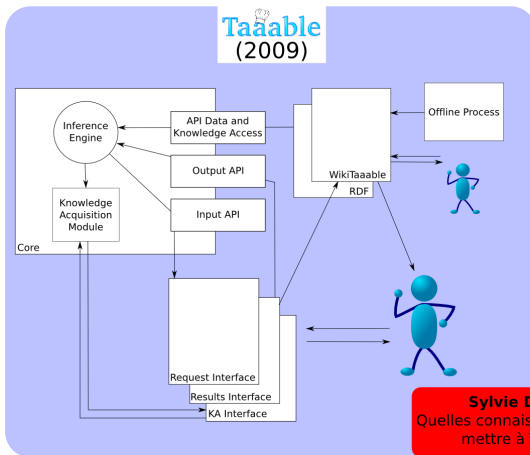 Taaable
(2009)
Inference
Engine
API Data and
Knowledge Access
Offline Process
Output API
WikiTaaable
RDF
Knowledge
Acquisition
Module
Input API
Core
Request Interface
Results Interface
KA Interface
Sylvie
Quelles
mettre à